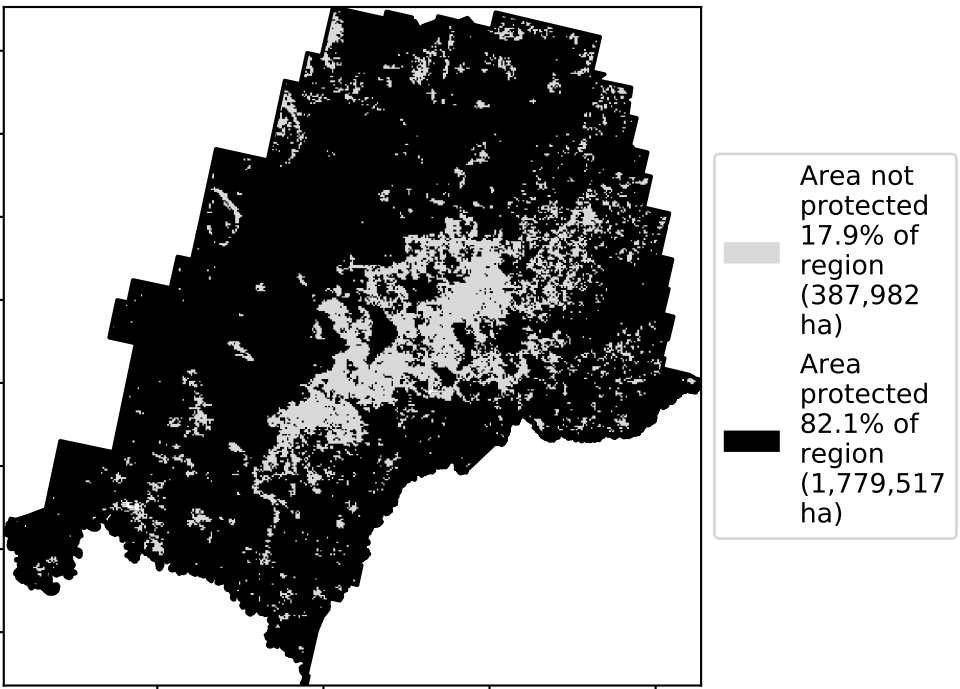 Area not
protected
17.9% of
region
(387,982
ha)
Area
protected
82.1% of
region
(1,779,517
ha)